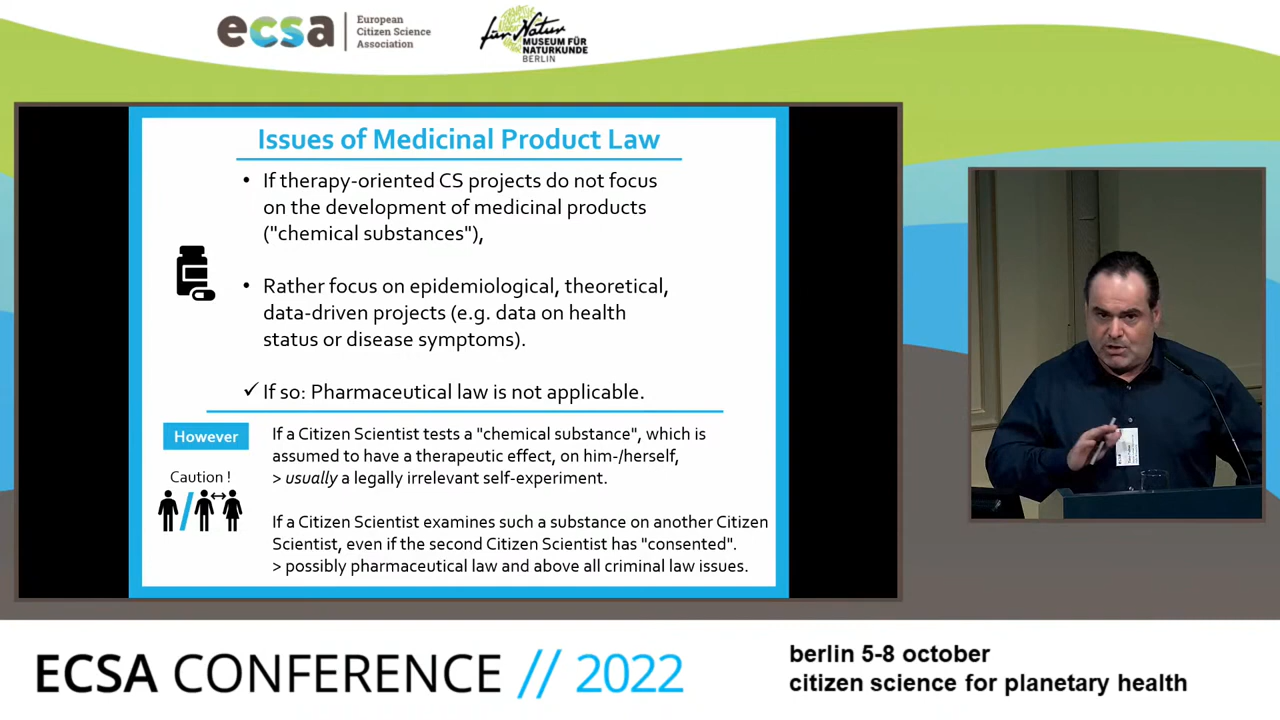 ecsa
European
Citizen Science
Association
für Natur
MUSEUM FÜR
NATURKUNDE
BERLIN
Issues of Medicinal Product Law
• If therapy-oriented CS projects do not focus
on the development of medicinal products
("chemical substances"),
• Rather focus on epidemiological, theoretical,
data-driven projects (e.g. data on health
status or disease symptoms).
✓ If so: Pharmaceutical law is not applicable.
However
If a Citizen Scientist tests a "chemical substance", which is
assumed to have a therapeutic effect, on him-/herself,
> usually a legally irrelevant self-experiment.
Caution !
If a Citizen Scientist examines such a substance on another Citizen
Scientist, even if the second Citizen Scientist has "consented".
> possibly pharmaceutical law and above all criminal law issues.
ECSA CONFERENCE // 2022
berlin 5-8 october
citizen science for planetary health